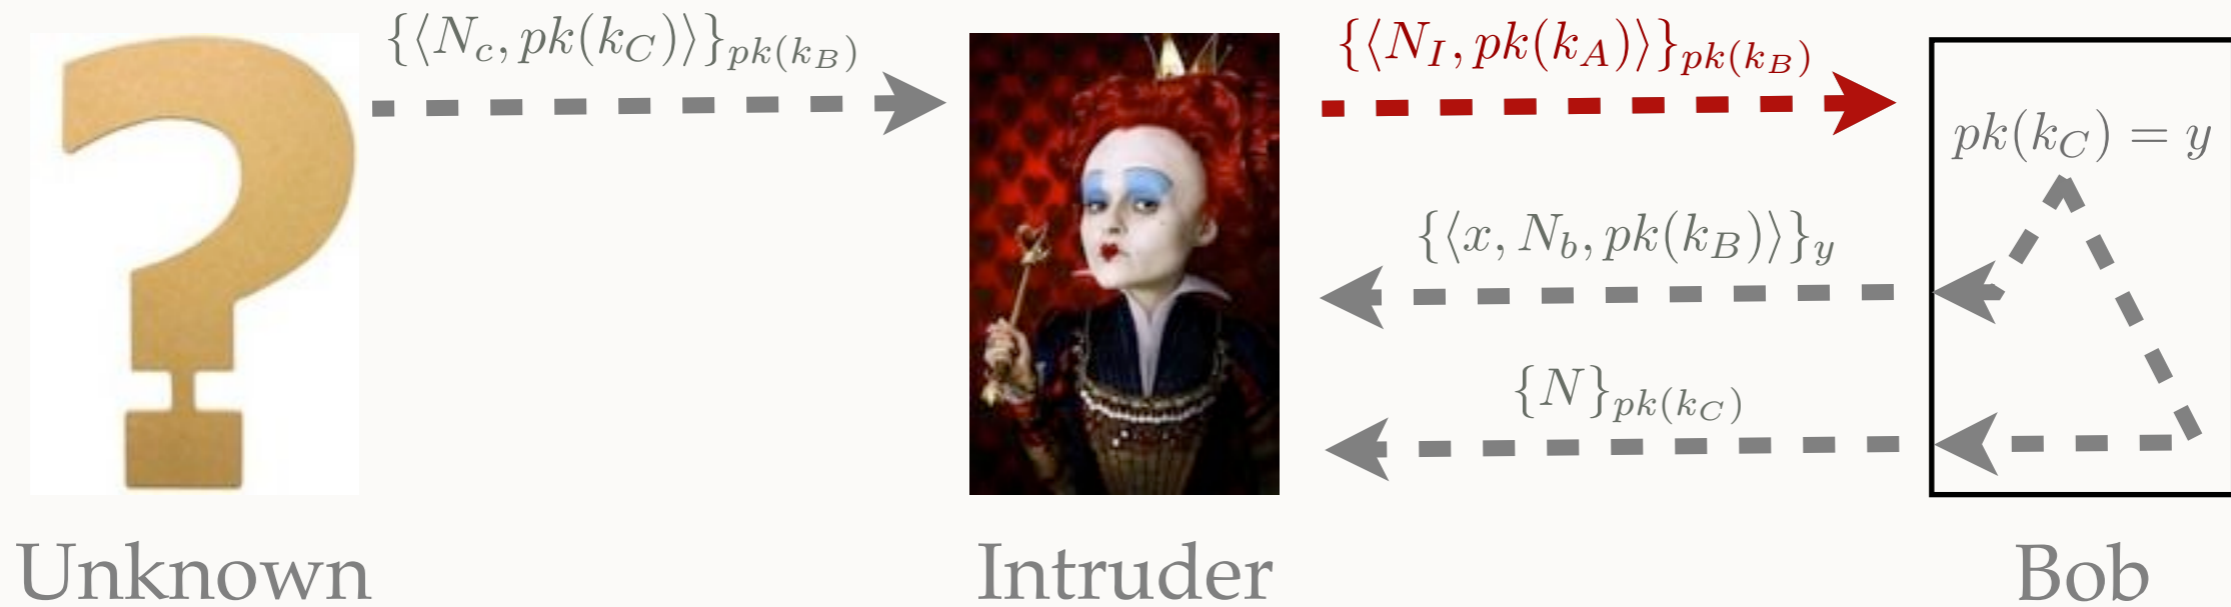 {⟨N_c, pk(k_C)⟩}_{pk(k_B)}
{⟨N_I, pk(k_A)⟩}_{pk(k_B)}
pk(k_C) = y
{⟨x, N_b, pk(k_B)⟩}_y
{N}_{pk(k_C)}
Unknown
Intruder
Bob